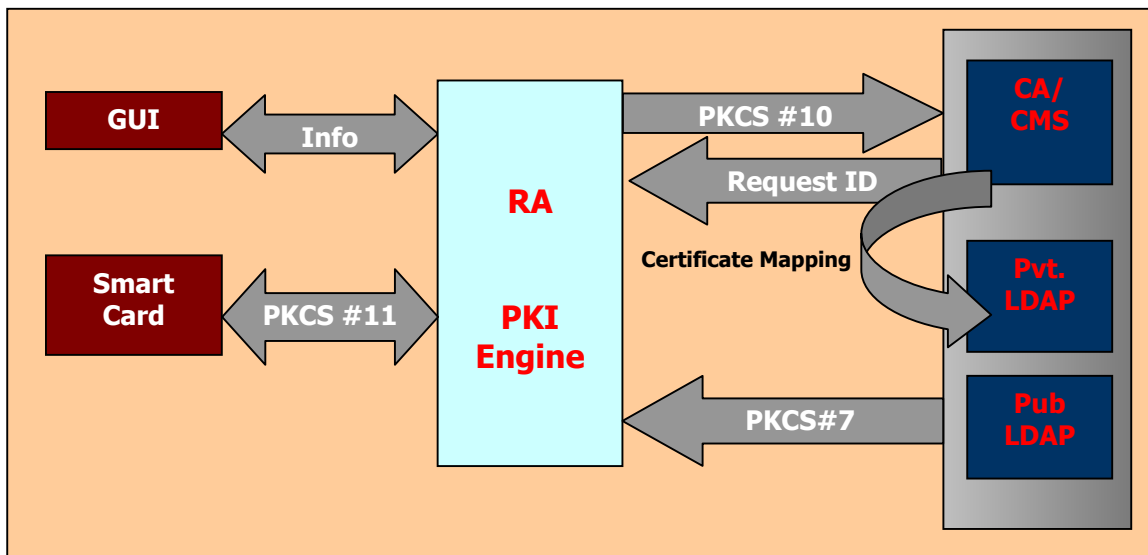 GUI
Info
Smart
Card
PKCS #11
RA
PKI
Engine
PKCS #10
Request ID
Certificate Mapping
PKCS#7
CA/
CMS
Pvt.
LDAP
Pub
LDAP